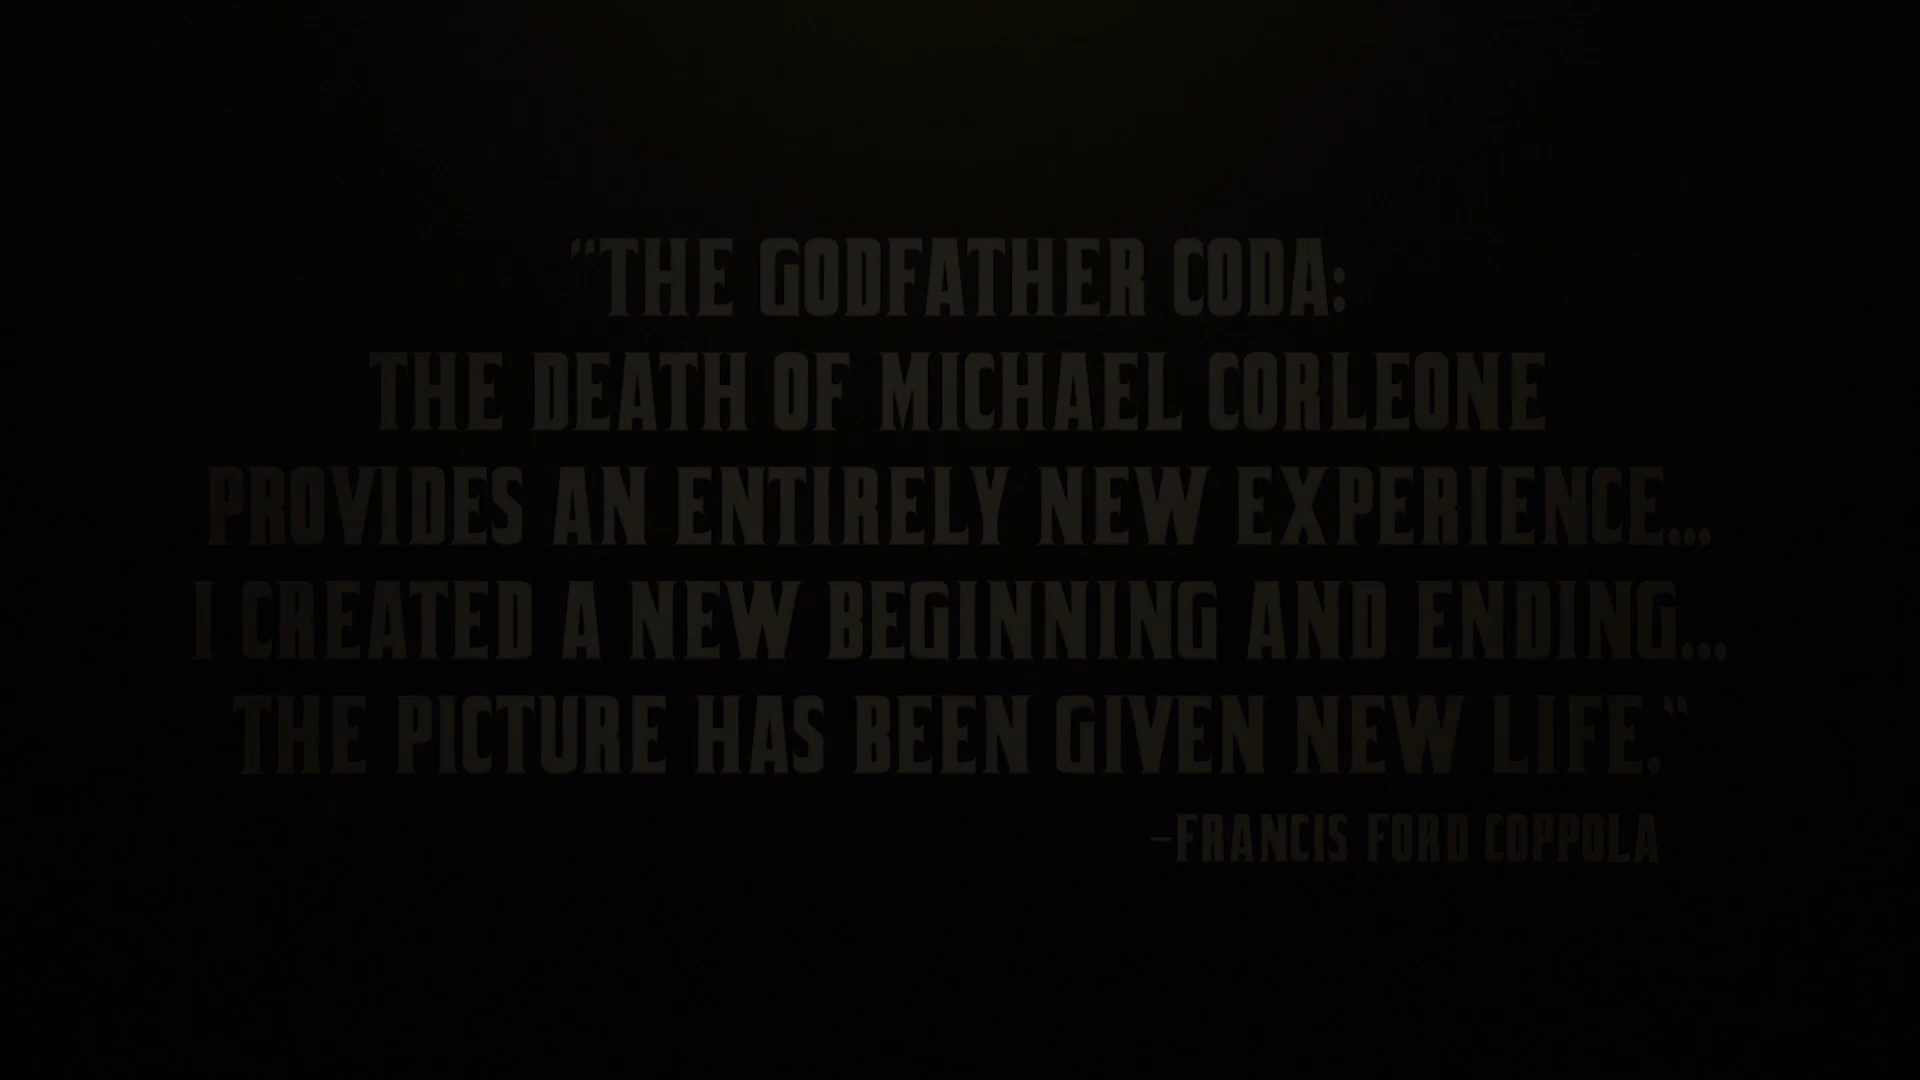 “THE GODFATHER CODA:
THE DEATH OF MICHAEL CORLEONE
PROVIDES AN ENTIRELY NEW EXPERIENCE...
I CREATED A NEW BEGINNING AND ENDING...
THE PICTURE HAS BEEN GIVEN NEW LIFE.”
–FRANCIS FORD COPPOLA